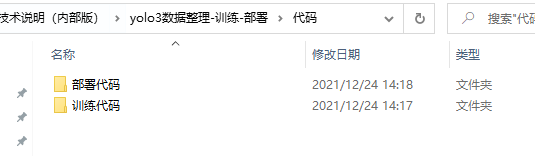 技术说明（内部版） > yolo3数据整理-训练-部署 > 代码 搜索"代
名称 修改日期 类型
部署代码 2021/12/24 14:18 文件夹
训练代码 2021/12/24 14:17 文件夹